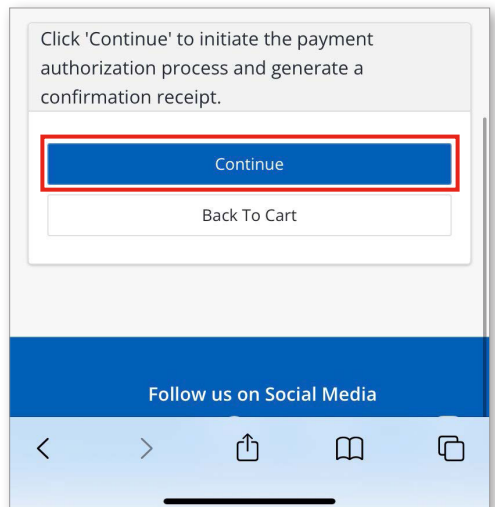 Click 'Continue' to initiate the payment
authorization process and generate a
confirmation receipt.
Continue
Back To Cart
Follow us on Social Media